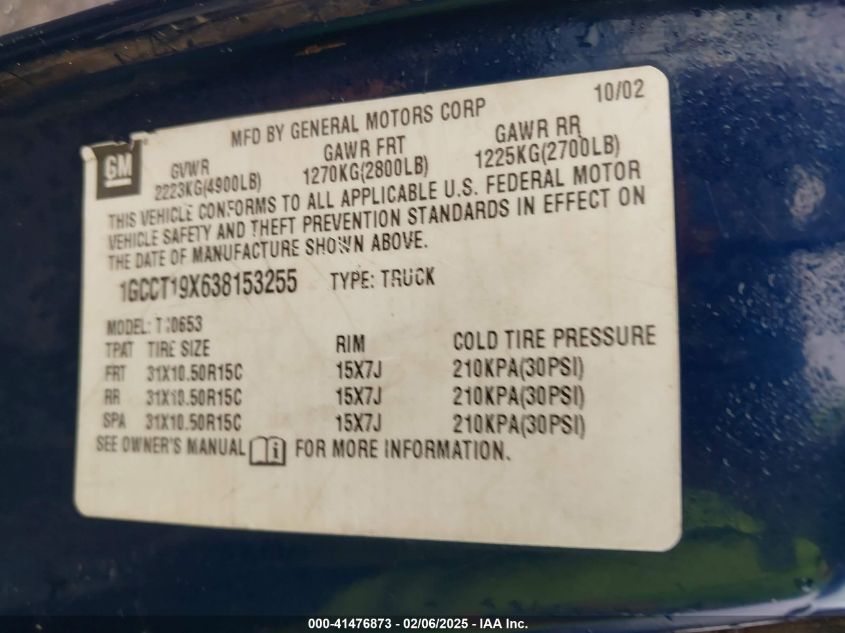 10/02
MFD BY GENERAL MOTORS CORP
GM
GVWR GAWR FRT GAWR RR
2223KG(4900LB) 1270KG(2800LB) 1225KG(2700LB)
THIS VEHICLE CONFORMS TO ALL APPLICABLE U.S. FEDERAL MOTOR
VEHICLE SAFETY AND THEFT PREVENTION STANDARDS IN EFFECT ON
THE DATE OF MANUFACTURE SHOWN ABOVE.
1GCCT19X638153255 TYPE: TRUCK
MODEL: T10653
TPAT TIRE SIZE RIM COLD TIRE PRESSURE
FRT 31X10.50R15C 15X7J 210KPA(30PSI)
RR 31X10.50R15C 15X7J 210KPA(30PSI)
SPA 31X10.50R15C 15X7J 210KPA(30PSI)
SEE OWNER'S MANUAL FOR MORE INFORMATION.
000-41476873 - 02/06/2025 - IAA Inc.